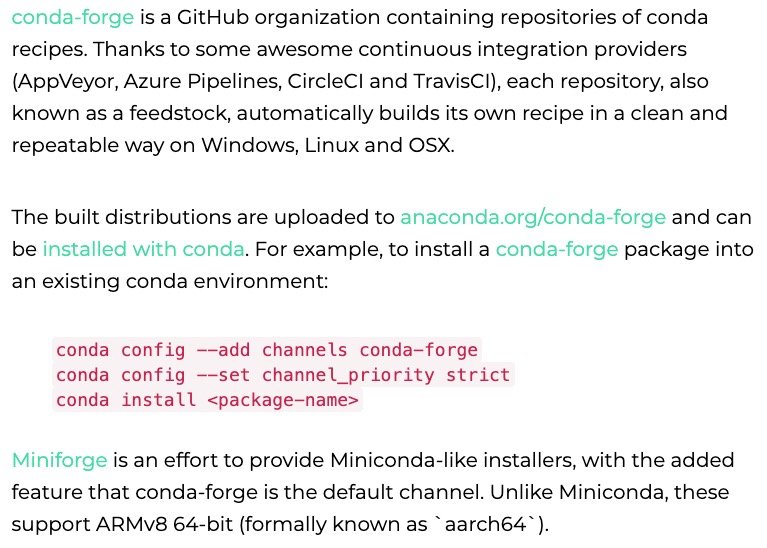 conda-forge is a GitHub organization containing repositories of conda
recipes. Thanks to some awesome continuous integration providers
(AppVeyor, Azure Pipelines, CircleCI and TravisCI), each repository, also
known as a feedstock, automatically builds its own recipe in a clean and
repeatable way on Windows, Linux and OSX.
The built distributions are uploaded to anaconda.org/conda-forge and can
be installed with conda. For example, to install a conda-forge package into
an existing conda environment:
conda config --add channels conda-forge
conda config --set channel_priority strict
conda install <package-name>
Miniforge is an effort to provide Miniconda-like installers, with the added
feature that conda-forge is the default channel. Unlike Miniconda, these
support ARMv8 64-bit (formally known as `aarch64`).